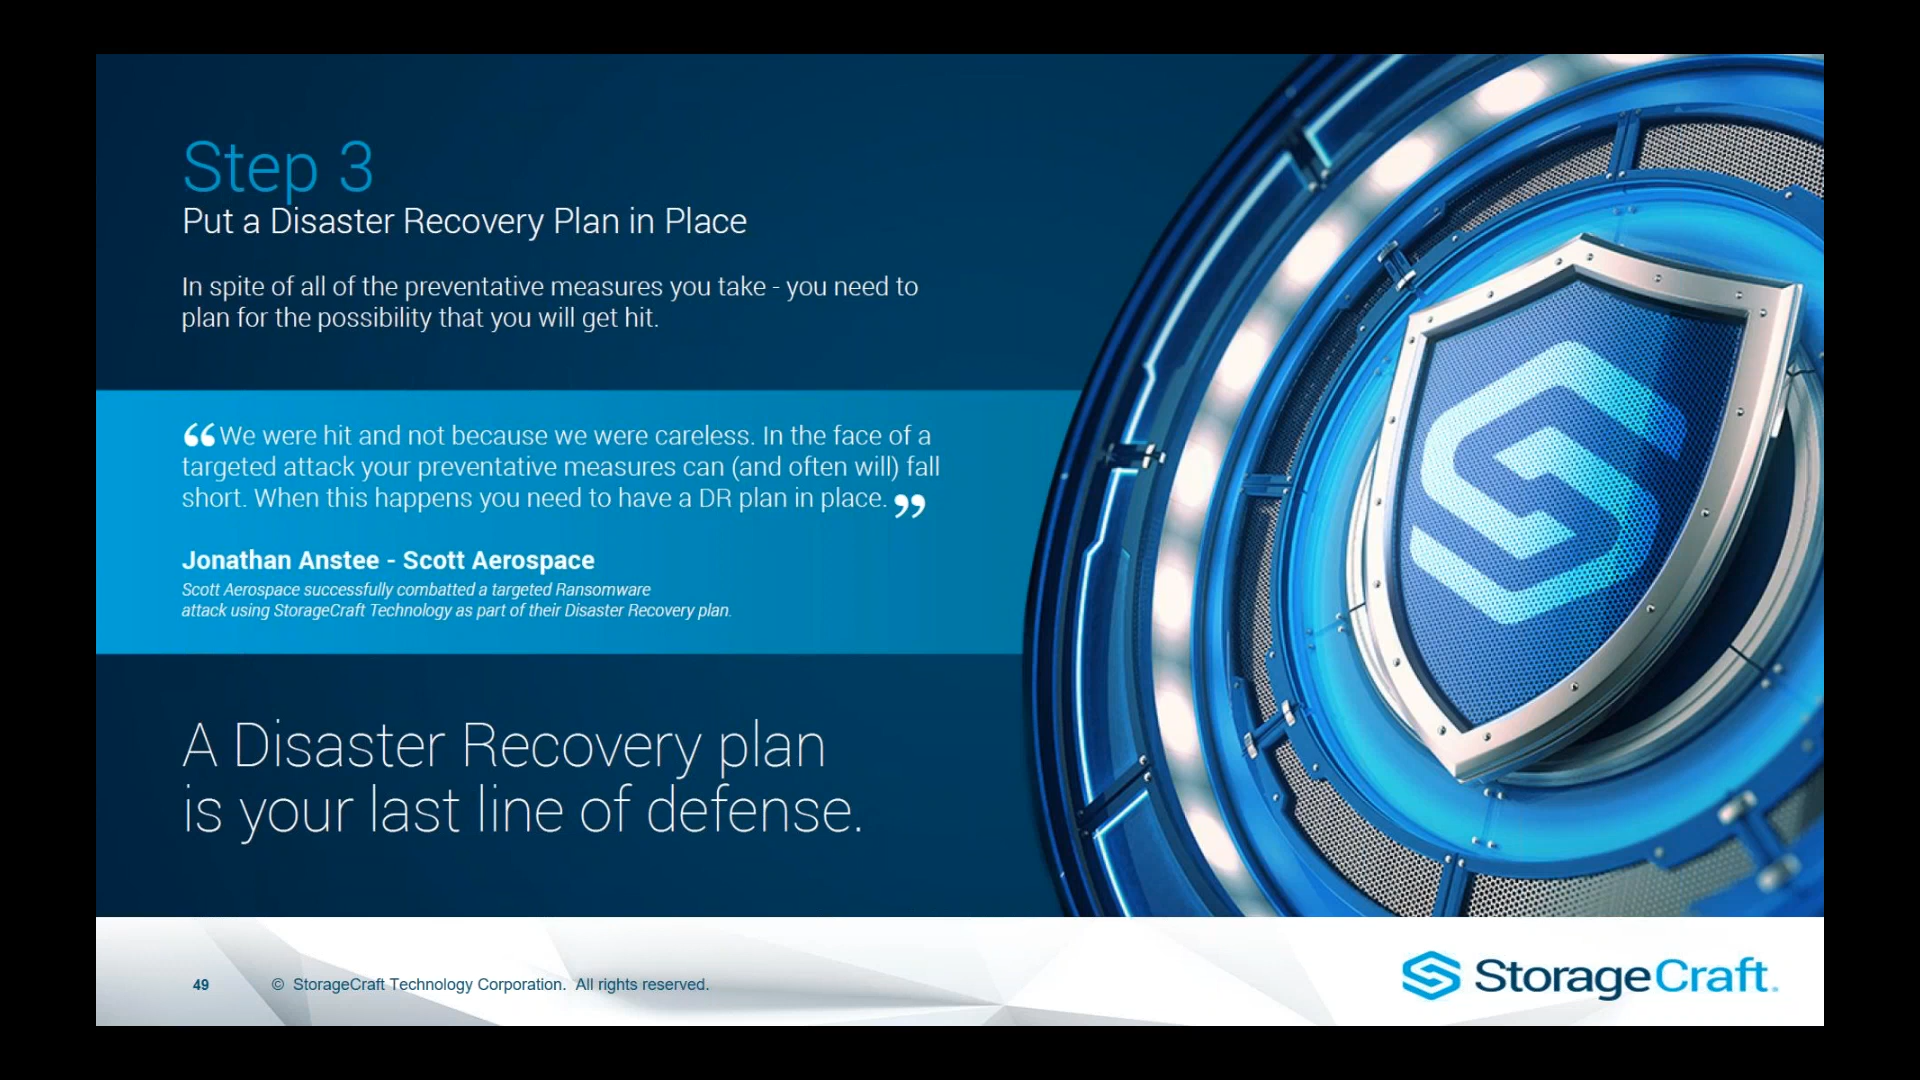 Step 3
Put a Disaster Recovery Plan in Place
In spite of all of the preventative measures you take - you need to
plan for the possibility that you will get hit.
“We were hit and not because we were careless. In the face of a
targeted attack your preventative measures can (and often will) fall
short. When this happens you need to have a DR plan in place.”
Jonathan Anstee - Scott Aerospace
Scott Aerospace successfully combatted a targeted Ransomware
attack using StorageCraft Technology as part of their Disaster Recovery plan.
A Disaster Recovery plan
is your last line of defense.
49 © StorageCraft Technology Corporation. All rights reserved.
StorageCraft.